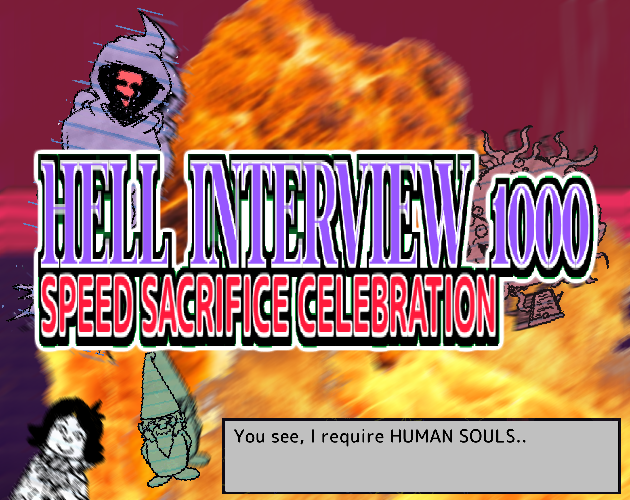 HELL INTERVIEW 1000
SPEED SACRIFICE CELEBRATION
You see, I require HUMAN SOULS..